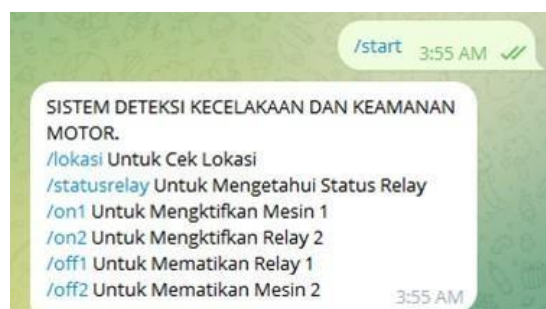 /start 3:55 AM
SISTEM DETEKSI KECELAKAAN DAN KEAMANAN
MOTOR.
/lokasi Untuk Cek Lokasi
/statusrelay Untuk Mengetahui Status Relay
/on1 Untuk Mengktifkan Mesin 1
/on2 Untuk Mengktifkan Relay 2
/off1 Untuk Mematikan Relay 1
/off2 Untuk Mematikan Mesin 2
3:55 AM